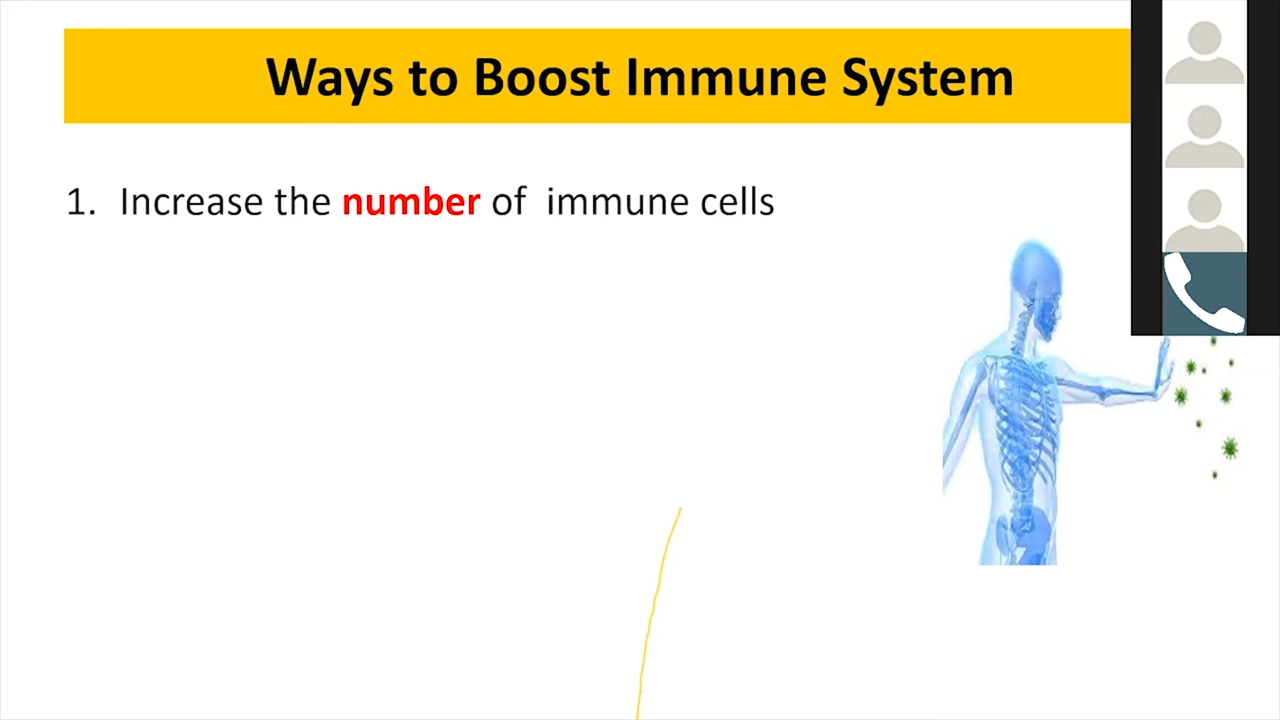 Ways to Boost Immune System
1. Increase the number of immune cells